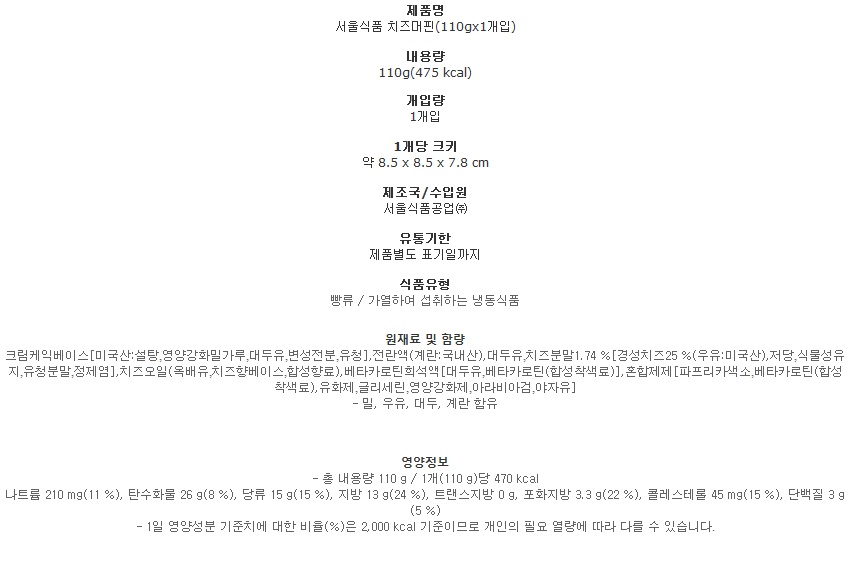 제품명
서울식품 치즈머핀(110gx1개입)
내용량
110g(475 kcal)
개입량
1개입
1개당 크키
약 8.5 x 8.5 x 7.8 cm
제조국/수입원
서울식품공업㈜
유통기한
제품별도 표기일까지
식품유형
빵류 / 가열하여 섭취하는 냉동식품
원재료 및 함량
크림케익베이스[미국산:설탕,영양강화밀가루,대두유,변성전분,유청],전란액(계란:국내산),대두유,치즈분말1.74 %[경성치즈25 %(우유:미국산),저당,식물성유
지,유청분말,정제염],치즈오일(옥배유,치즈향베이스,합성향료),베타카로틴희석액[대두유,베타카로틴(합성착색료)],혼합제제[파프리카색소,베타카로틴(합성
착색료),유화제,글리세린,영양강화제,아라비아검,야자유]
- 밀, 우유, 대두, 계란 함유
영양정보
- 총 내용량 110 g / 1개(110 g)당 470 kcal
나트륨 210 mg(11 %), 탄수화물 26 g(8 %), 당류 15 g(15 %), 지방 13 g(24 %), 트랜스지방 0 g, 포화지방 3.3 g(22 %), 콜레스테롤 45 mg(15 %), 단백질 3 g
(5 %)
- 1일 영양성분 기준치에 대한 비율(%)은 2,000 kcal 기준이므로 개인의 필요 열량에 따라 다를 수 있습니다.